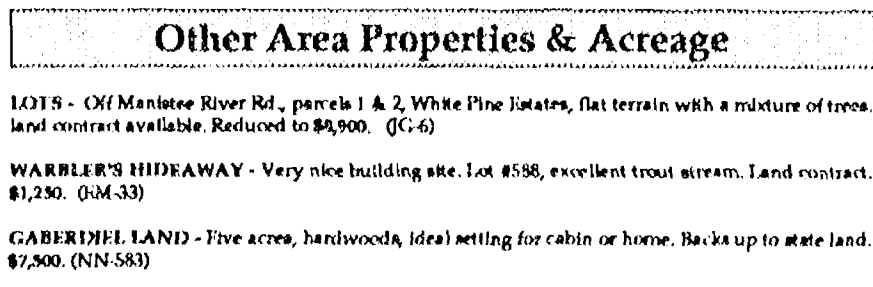 Other Area Properties & Acreage
LOTS - Off Manistee River Rd., parcels 1 & 2, White Pine Estates, flat terrain with a mixture of trees,
land contract available. Reduced to (JG-6)
WARBLER'S HIDEAWAY - Very nice building site. Lot #588, excellent trout stream. Land contract.
$1,250. (RM-33)
LAND - Five acres, hardwoods, ideal setting for cabin or home. Backs up to state land.
$7,500. (NN-583)